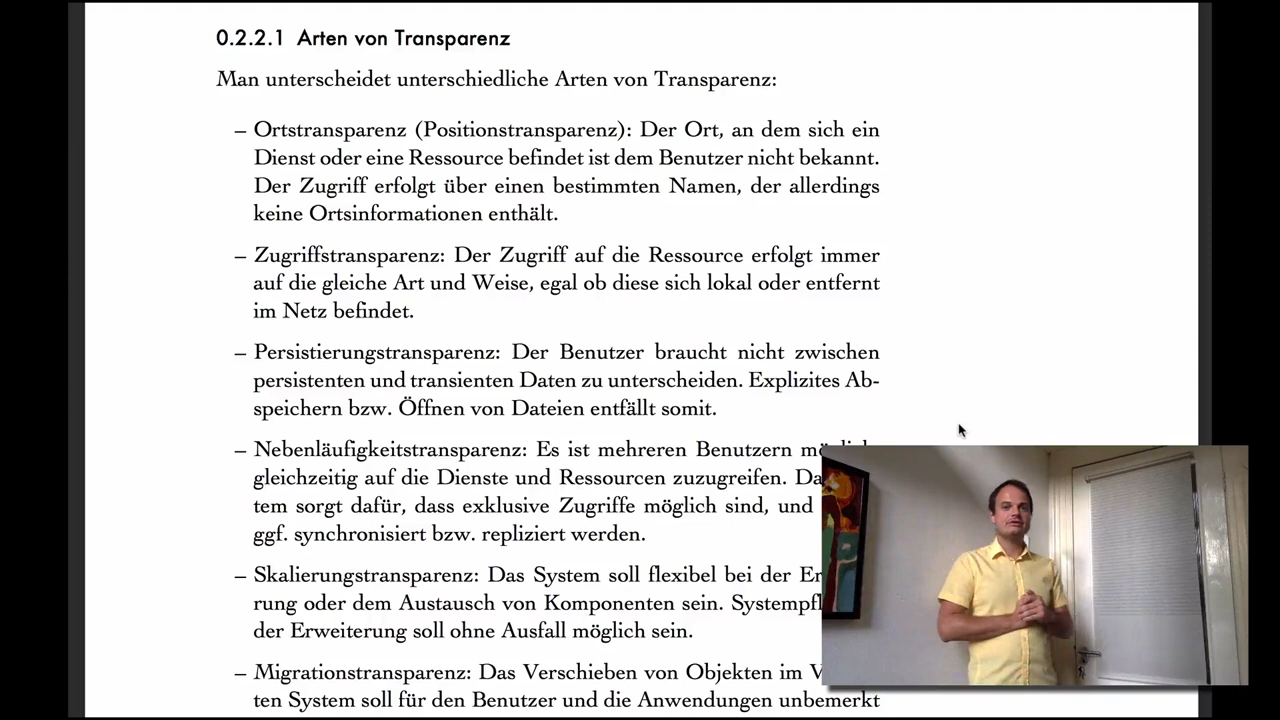 0.2.2.1 Arten von Transparenz
Man unterscheidet unterschiedliche Arten von Transparenz:
– Ortstransparenz (Positionstransparenz): Der Ort, an dem sich ein
Dienst oder eine Ressource befindet ist dem Benutzer nicht bekannt.
Der Zugriff erfolgt über einen bestimmten Namen, der allerdings
keine Ortsinformationen enthält.
– Zugriffstransparenz: Der Zugriff auf die Ressource erfolgt immer
auf die gleiche Art und Weise, egal ob diese sich lokal oder entfernt
im Netz befindet.
– Persistierungstransparenz: Der Benutzer braucht nicht zwischen
persistenten und transienten Daten zu unterscheiden. Explizites Ab-
speichern bzw. Öffnen von Dateien entfällt somit.
– Nebenläufigkeitstransparenz: Es ist mehreren Benutzern
gleichzeitig auf die Dienste und Ressourcen zuzugreifen.
tem sorgt dafür, dass exklusive Zugriffe möglich sind, und
ggf. synchronisiert bzw. repliziert werden.
– Skalierungstransparenz: Das System soll flexibel bei der
rung oder dem Austausch von Komponenten sein.
der Erweiterung soll ohne Ausfall möglich sein.
– Migrationstransparenz: Das Verschieben von Objekten im
ten System soll für den Benutzer und die Anwendungen unbemerkt